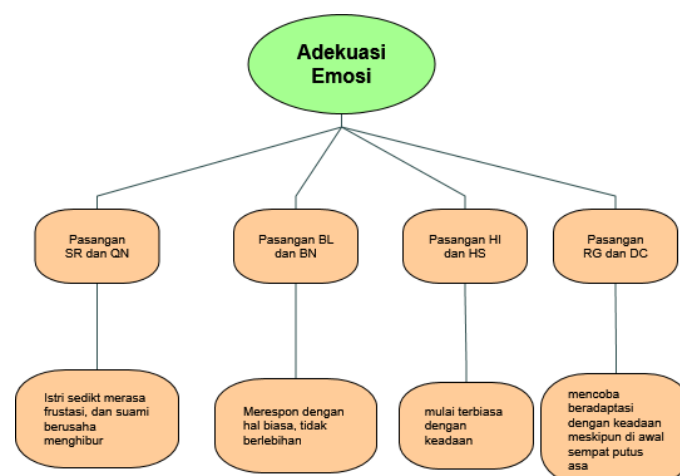 Adekuasi
Emosi
Pasangan
SR dan QN
Pasangan BL
dan BN
Pasangan HI
dan HS
Pasangan
RG dan DC
Istri sedikt merasa
frustasi, dan suami
berusaha
menghibur
Merespon dengan
hal biasa, tidak
berlebihan
mulai terbiasa
dengan
keadaan
mencoba
beradaptasi
dengan keadaan
meskipun di awal
sempat putus
asa